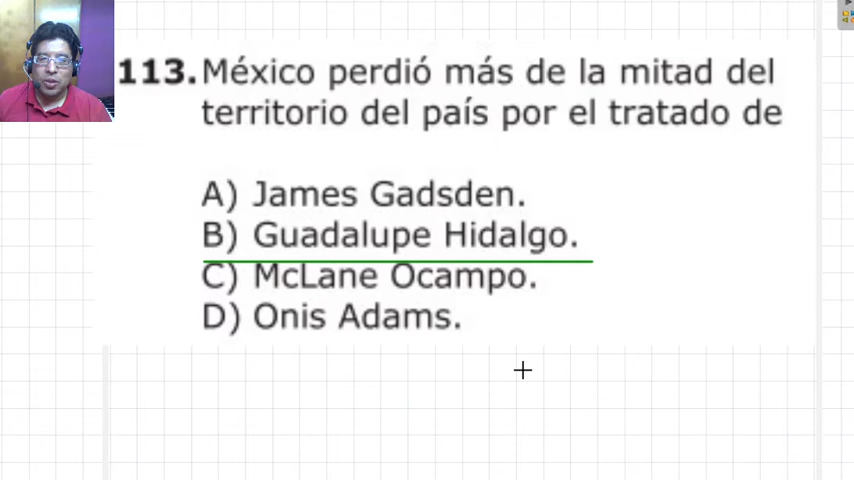 113. México perdió más de la mitad del
territorio del país por el tratado de
A) James Gadsden.
B) Guadalupe Hidalgo.
C) McLane Ocampo.
D) Onis Adams.